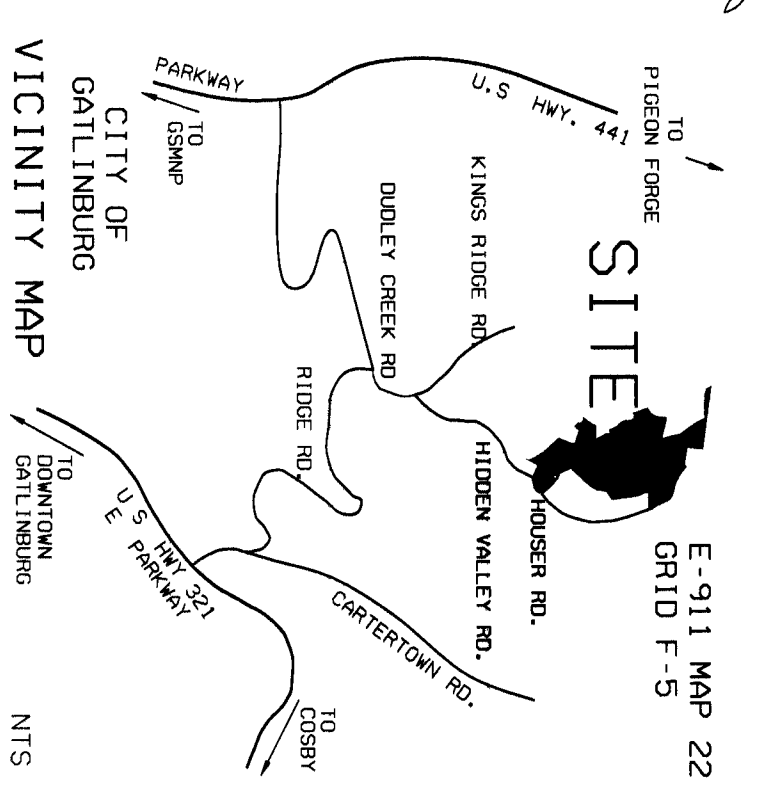 TO
PIGEON FORGE
E-911 MAP 22
GRID F-5
SITE
U.S HWY. 441
HOUSER RD.
KINGS RIDGE RD.
HIDDEN VALLEY RD.
DUDLEY CREEK RD
CARTERTOWN RD.
RIDGE RD.
TO
COSBY
PARKWAY
TO
GSMNP
US HWY 321
E PARKWAY
CITY OF
GATLINBURG
TO
DOWNTOWN
GATLINBURG
VICINITY MAP
NTS